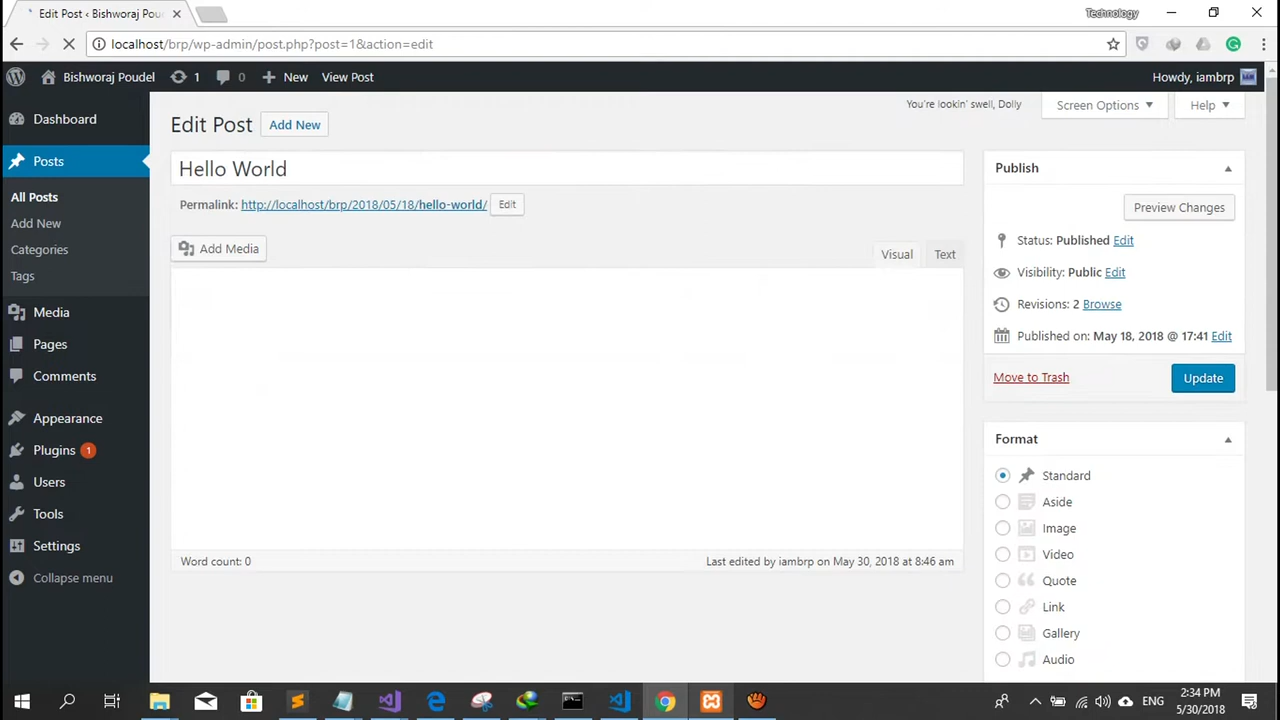 Edit Post ‹ Bishworaj Pou
Technology
localhost/brp/wp-admin/post.php?post=1&action=edit
Bishworaj Poudel 1 0 New View Post Howdy, iambrp
You're lookin' swell, Dolly Screen Options Help
Dashboard
Posts
All Posts
Add New
Categories
Tags
Media
Pages
Comments
Appearance
Plugins 1
Users
Tools
Settings
Collapse menu
Edit Post Add New
Hello World
Permalink: http://localhost/brp/2018/05/18/hello-world/ Edit
Add Media
Visual Text
Word count: 0 Last edited by iambrp on May 30, 2018 at 8:46 am
Publish
Preview Changes
Status: Published Edit
Visibility: Public Edit
Revisions: 2 Browse
Published on: May 18, 2018 @ 17:41 Edit
Move to Trash Update
Format
Standard
Aside
Image
Video
Quote
Link
Gallery
Audio
ENG
2:34 PM
5/30/2018